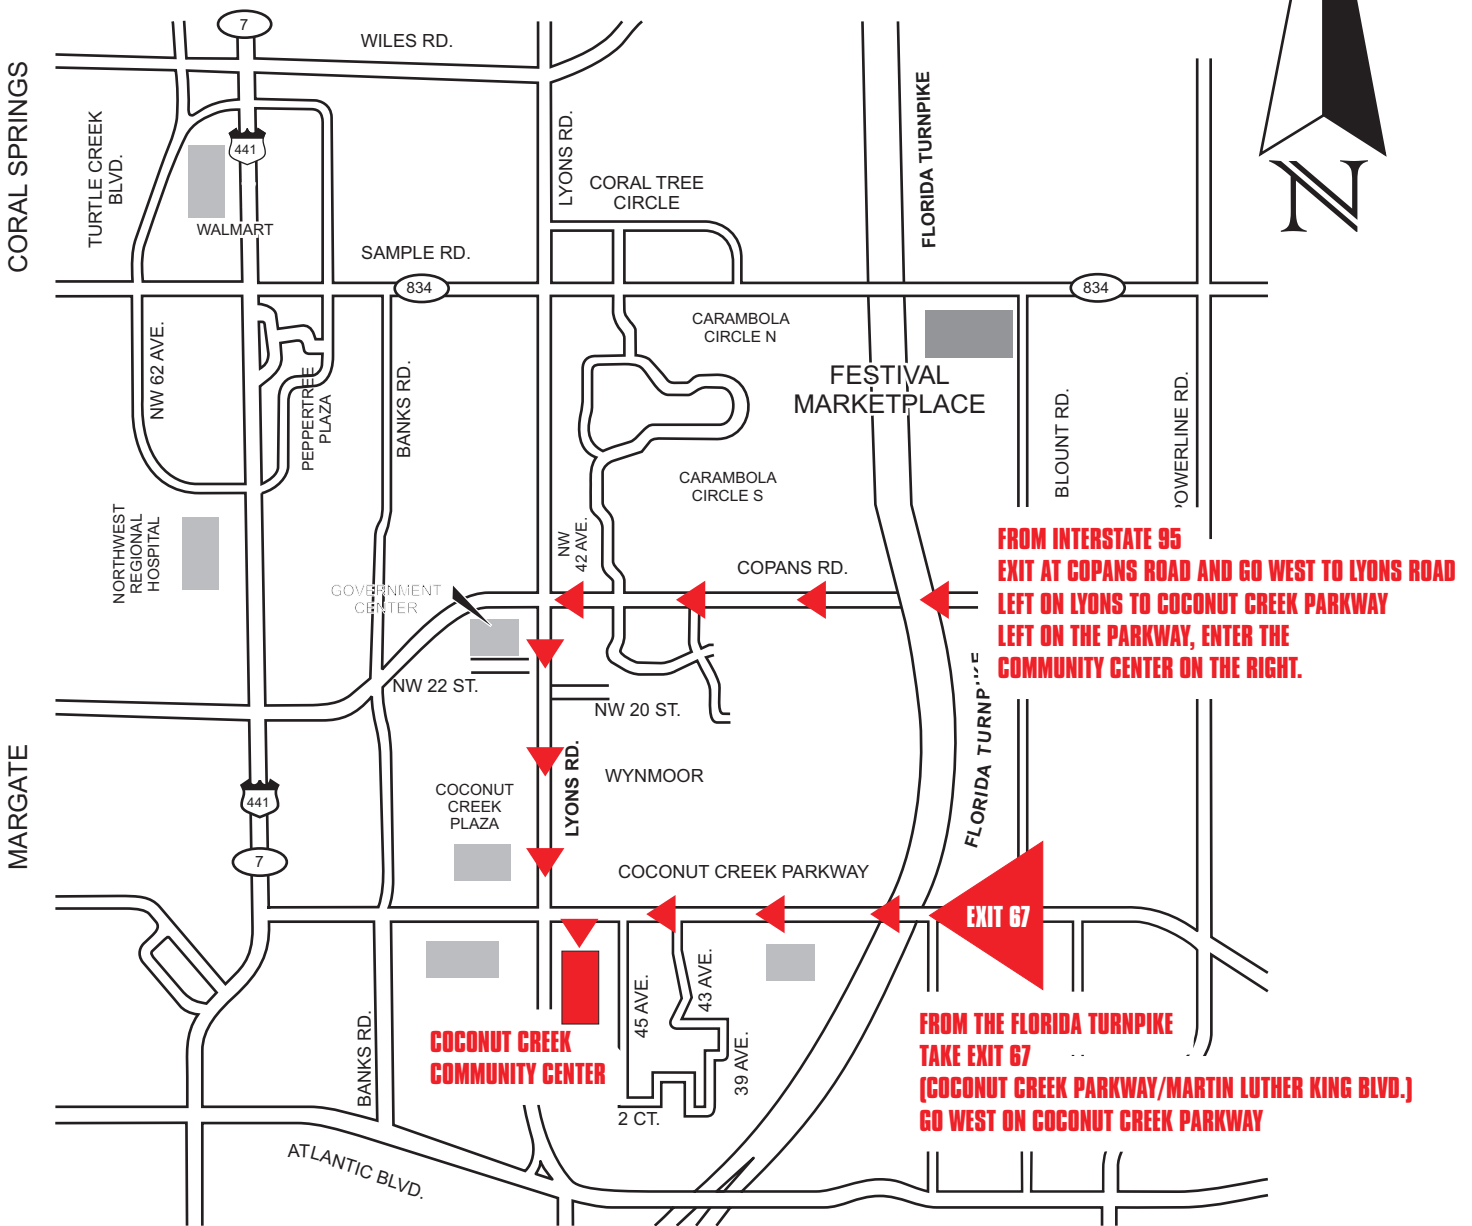 7
WILES RD.
CORAL SPRINGS
TURTLE CREEK
BLVD.
441
WALMART
LYONS RD.
CORAL TREE
CIRCLE
FLORIDA TURNPIKE
N
SAMPLE RD.
834
834
NW 62 AVE.
PEPPERTREE
PLAZA
BANKS RD.
CARAMBOLA
CIRCLE N
FESTIVAL
MARKETPLACE
BLOUNT RD.
POWERLINE RD.
CARAMBOLA
CIRCLE S
NORTHWEST
REGIONAL
HOSPITAL
NW
42 AVE.
COPANS RD.
GOVERNMENT
CENTER
FROM INTERSTATE 95
EXIT AT COPANS ROAD AND GO WEST TO LYONS ROAD
LEFT ON LYONS TO COCONUT CREEK PARKWAY
LEFT ON THE PARKWAY, ENTER THE
COMMUNITY CENTER ON THE RIGHT.
NW 22 ST.
NW 20 ST.
FLORIDA TURNPIKE
MARGATE
441
COCONUT
CREEK
PLAZA
LYONS RD.
WYNMOOR
7
COCONUT CREEK PARKWAY
EXIT 67
45 AVE.
43 AVE.
39 AVE.
BANKS RD.
COCONUT CREEK
COMMUNITY CENTER
2 CT.
FROM THE FLORIDA TURNPIKE
TAKE EXIT 67
(COCONUT CREEK PARKWAY/MARTIN LUTHER KING BLVD.)
GO WEST ON COCONUT CREEK PARKWAY
ATLANTIC BLVD.